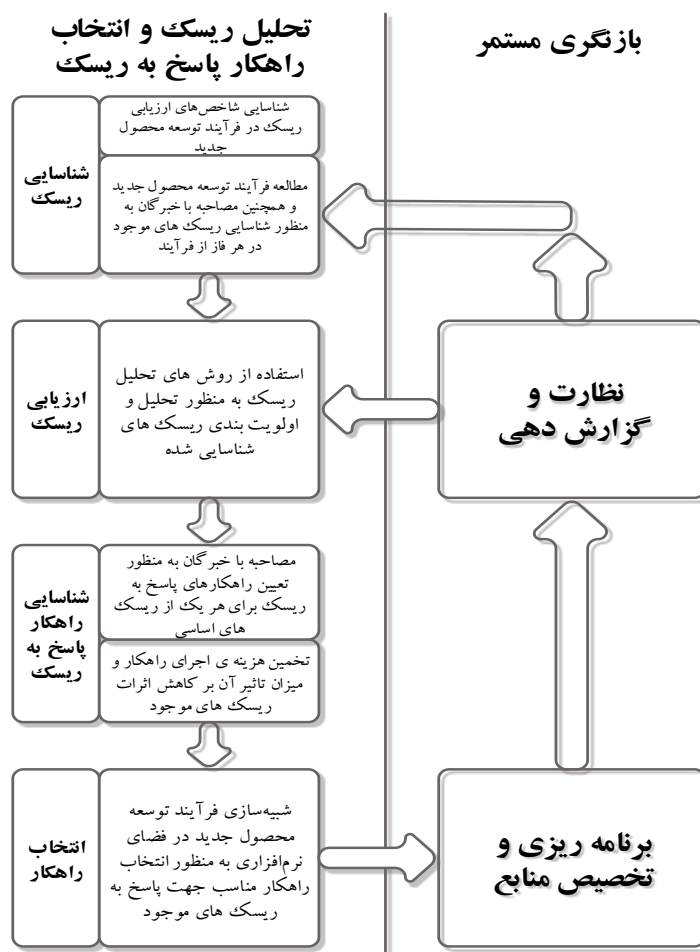 تحلیل ریسک و انتخاب
راهکار پاسخ به ریسک
بازنگری مستمر
شناسایی
ریسک
شناسایی شاخص‌های ارزیابی
ریسک در فرآیند توسعه محصول
جدید
مطالعه فرآیند توسعه محصول جدید
و همچنین مصاحبه با خبرگان به
منظور شناسایی ریسک های موجود
در هر فاز از فرآیند
ارزیابی
ریسک
استفاده از روش های تحلیل
ریسک به منظور تحلیل و
اولویت بندی ریسک های
شناسایی شده
نظارت و
گزارش دهی
شناسایی
راهکار
پاسخ به
ریسک
مصاحبه با خبرگان به منظور
تعیین راهکارهای پاسخ به
ریسک برای هر یک از ریسک
های اساسی
تخمین هزینه ی اجرای راهکار و
میزان تاثیر آن بر کاهش اثرات
ریسک های موجود
انتخاب
راهکار
شبیه‌سازی فرآیند توسعه
محصول جدید در فضای
نرم‌افزاری به منظور انتخاب
راهکار مناسب جهت پاسخ به
ریسک های موجود
برنامه ریزی و
تخصیص منابع